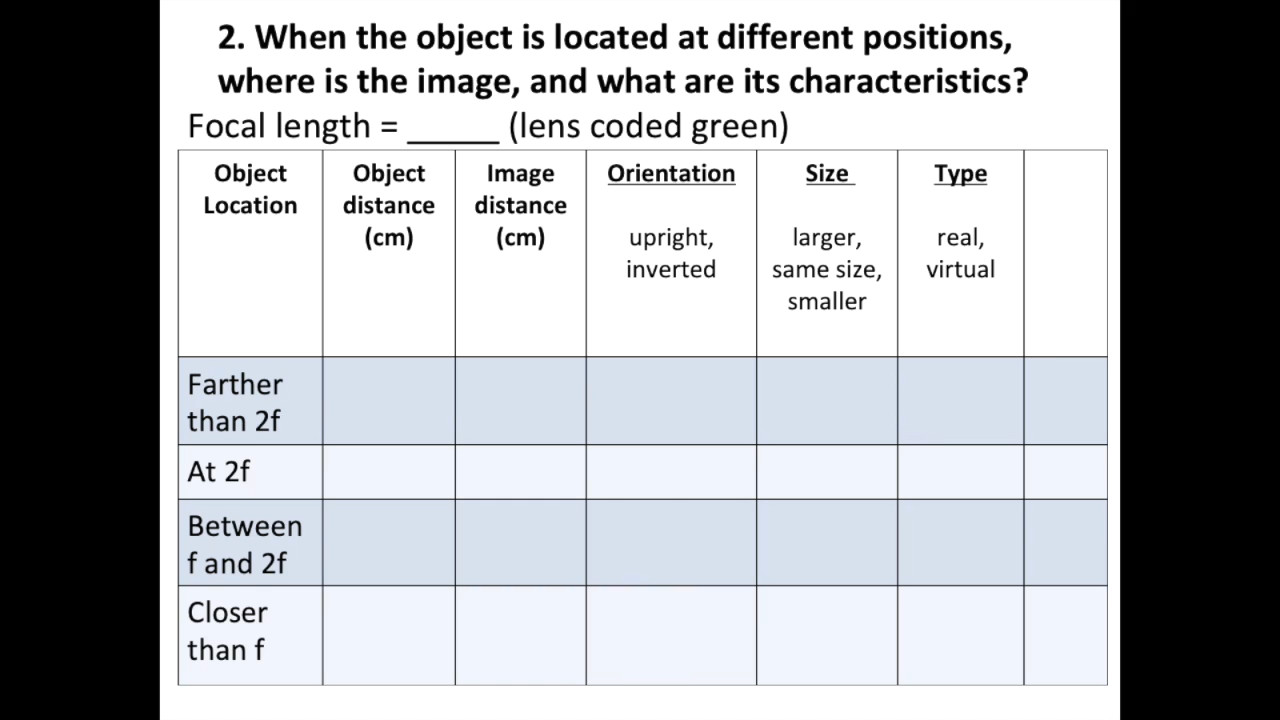 2. When the object is located at different positions,
where is the image, and what are its characteristics?
Focal length = _____ (lens coded green)
Object
Location
Object
distance
(cm)
Image
distance
(cm)
Orientation
upright,
inverted
Size
larger,
same size,
smaller
Type
real,
virtual
Farther
than 2f
At 2f
Between
f and 2f
Closer
than f